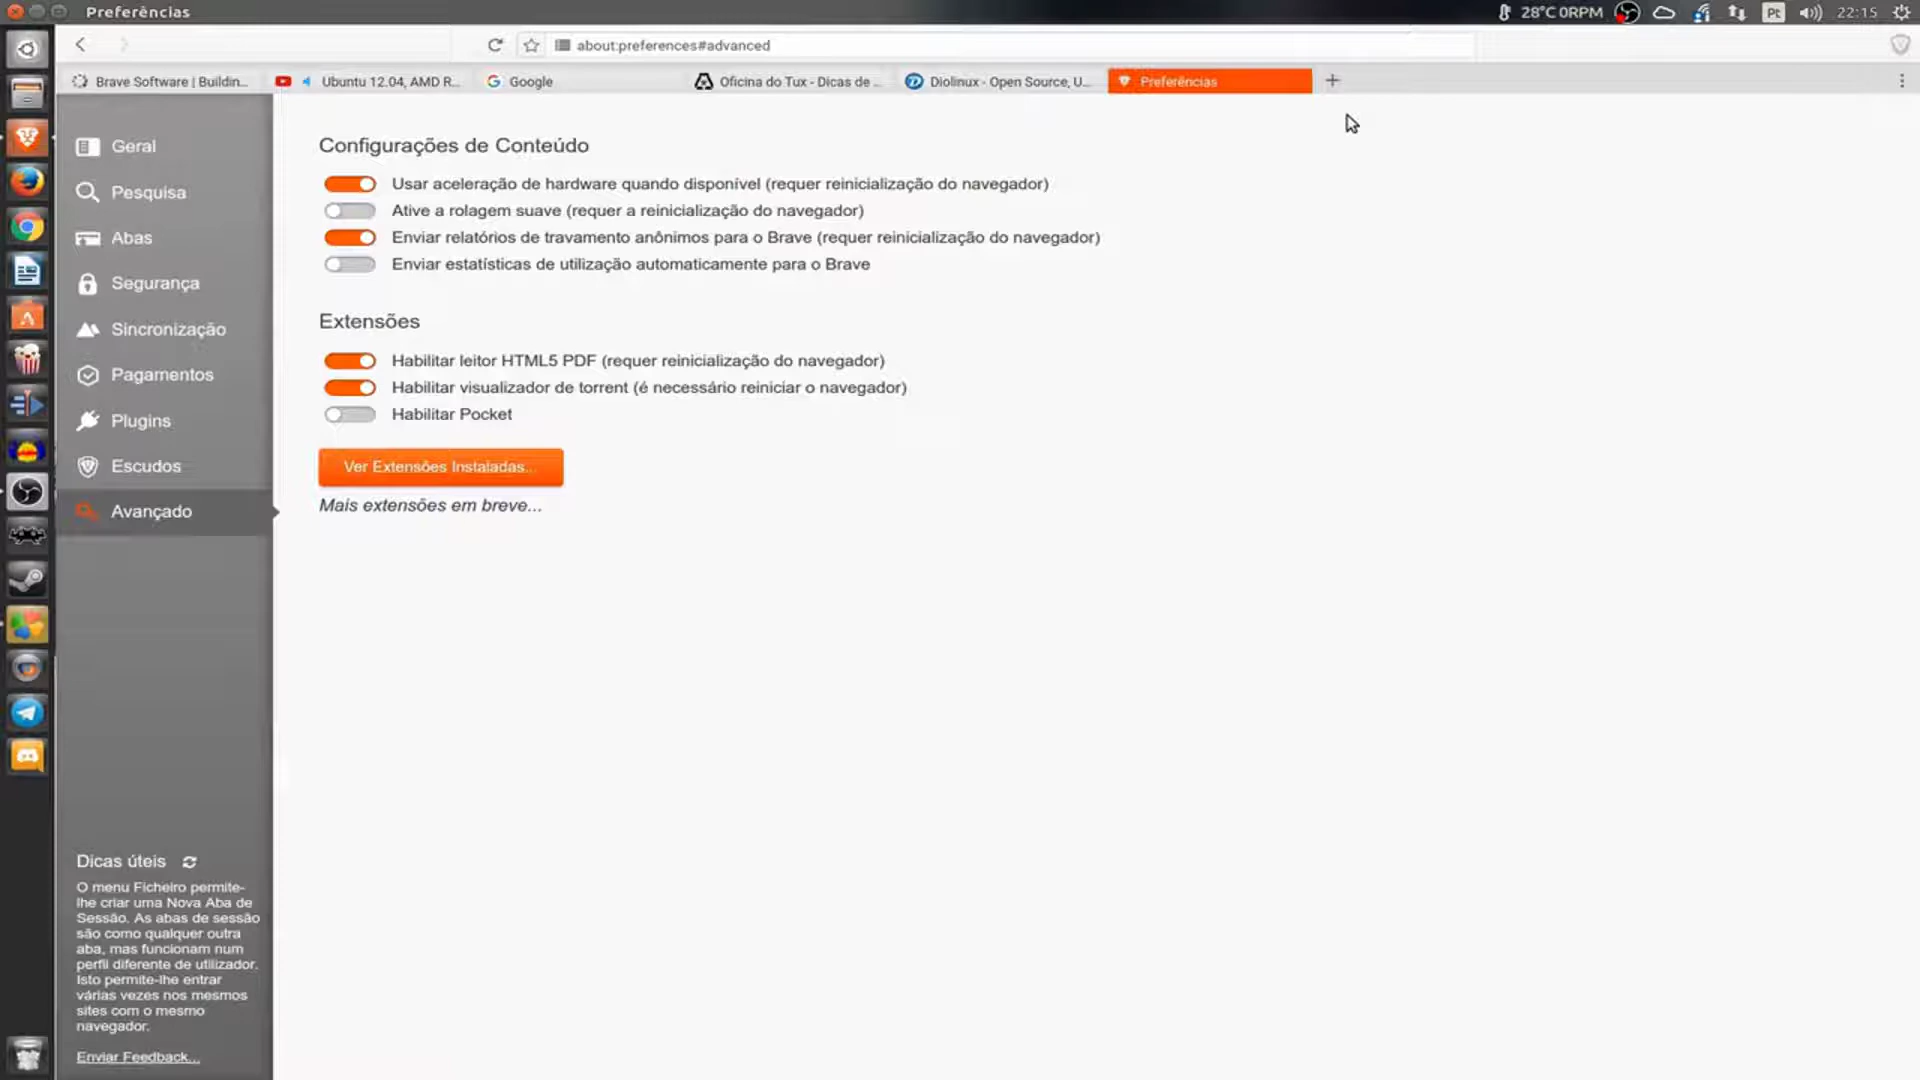 Preferências
28°C 0RPM
Pt
22:15
about:preferences#advanced
Brave Software | Buildin...
Ubuntu 12.04, AMD R...
Google
Oficina do Tux - Dicas de ...
Diolinux - Open Source, U...
Preferências
Geral
Pesquisa
Abas
Segurança
Sincronização
Pagamentos
Plugins
Escudos
Avançado
Configurações de Conteúdo
Usar aceleração de hardware quando disponível (requer reinicialização do navegador)
Ative a rolagem suave (requer a reinicialização do navegador)
Enviar relatórios de travamento anônimos para o Brave (requer reinicialização do navegador)
Enviar estatísticas de utilização automaticamente para o Brave
Extensões
Habilitar leitor HTML5 PDF (requer reinicialização do navegador)
Habilitar visualizador de torrent (é necessário reiniciar o navegador)
Habilitar Pocket
Ver Extensões Instaladas...
Mais extensões em breve...
Dicas úteis
O menu Ficheiro permite-
lhe criar uma Nova Aba de
Sessão. As abas de sessão
são como qualquer outra
aba, mas funcionam num
perfil diferente de utilizador.
Isto permite-lhe entrar
várias vezes nos mesmos
sites com o mesmo
navegador.
Enviar Feedback...